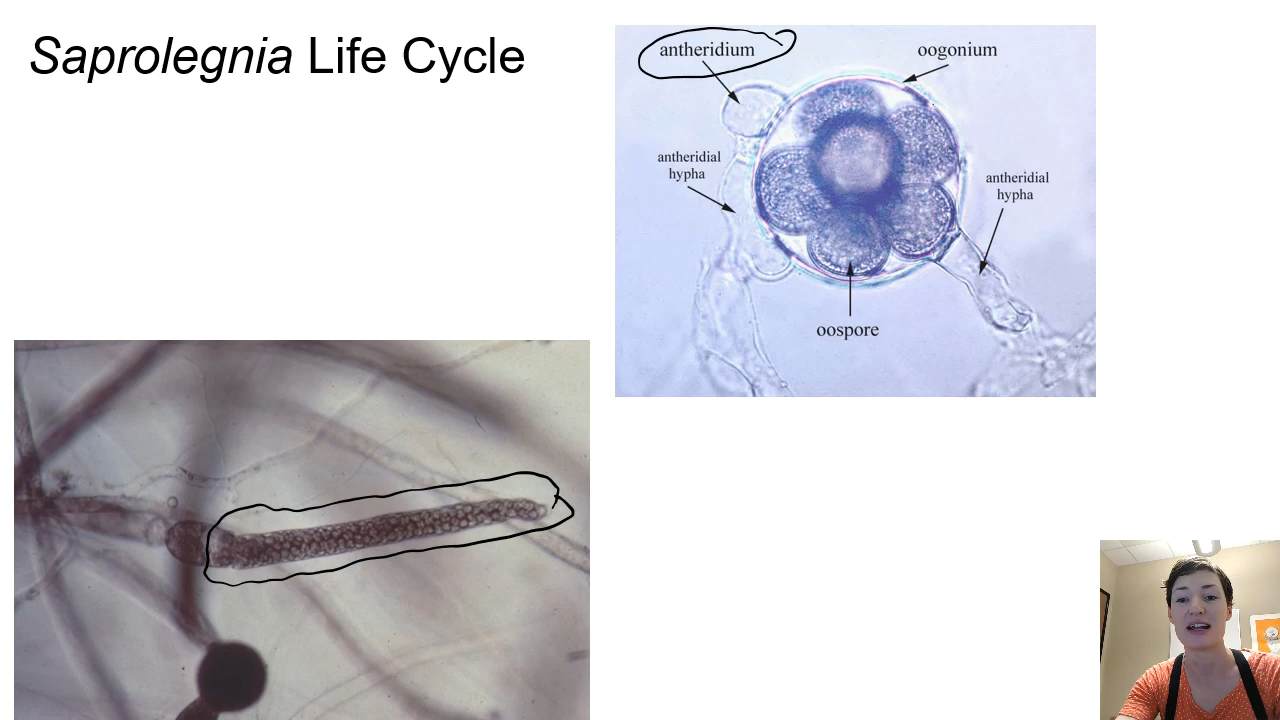 Saprolegnia Life Cycle
antheridium
oogonium
antheridial
hypha
antheridial
hypha
oospore